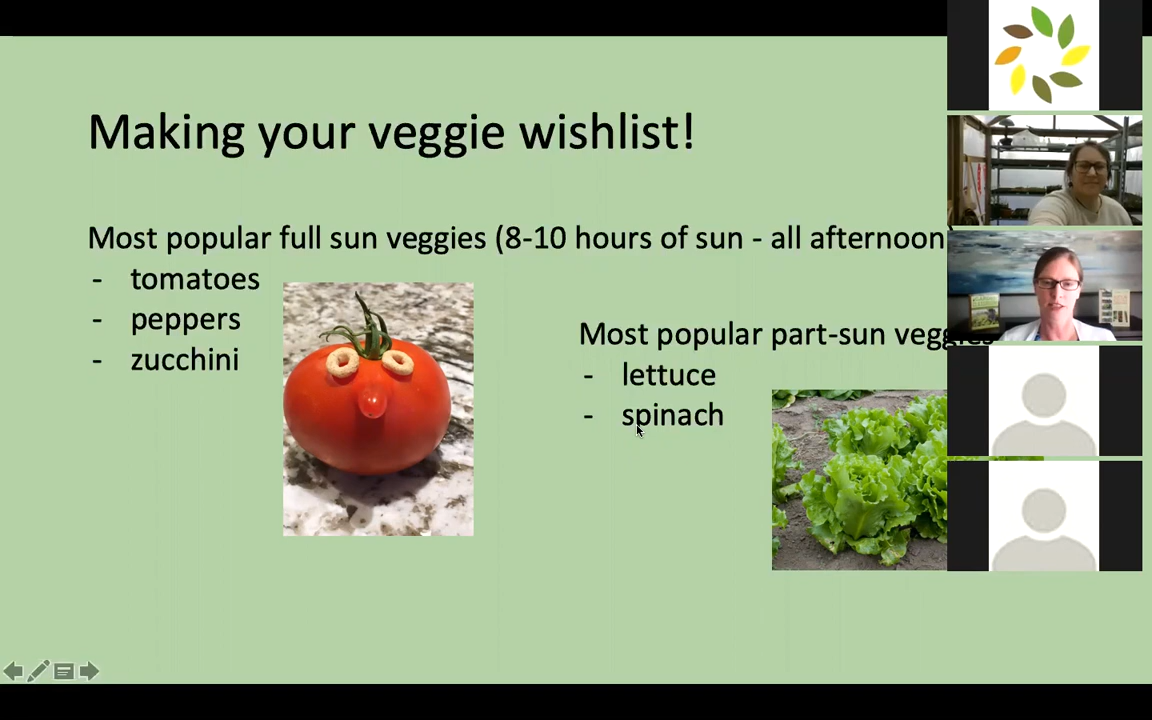 Making your veggie wishlist!
Most popular full sun veggies (8-10 hours of sun - all afternoon)
- tomatoes
- peppers
- zucchini
Most popular part-sun veggies
- lettuce
- spinach